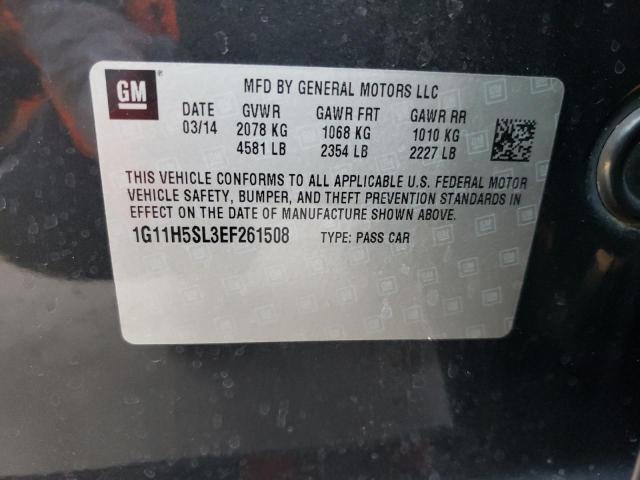 GM
MFD BY GENERAL MOTORS LLC
DATE GVWR GAWR FRT GAWR RR
03/14 2078 KG 1068 KG 1010 KG
4581 LB 2354 LB 2227 LB
THIS VEHICLE CONFORMS TO ALL APPLICABLE U.S. FEDERAL MOTOR
VEHICLE SAFETY, BUMPER, AND THEFT PREVENTION STANDARDS IN
EFFECT ON THE DATE OF MANUFACTURE SHOWN ABOVE.
1G11H5SL3EF261508 TYPE: PASS CAR